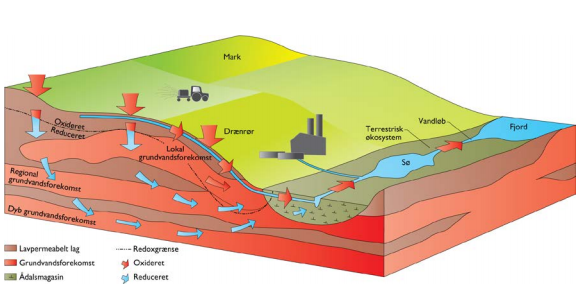 Mark
Oxideret
Reduceret
Drænrør
Lokal
grundvandsforekomst
Terrestrisk
økosystem
Vandløb
Fjord
Sø
Regional
grundvandsforekomst
Dyb grundvandsforekomst
Lavpermeabelt lag
Grundvandsforekomst
Ådalsmagasin
Redoxgrænse
Oxideret
Reduceret